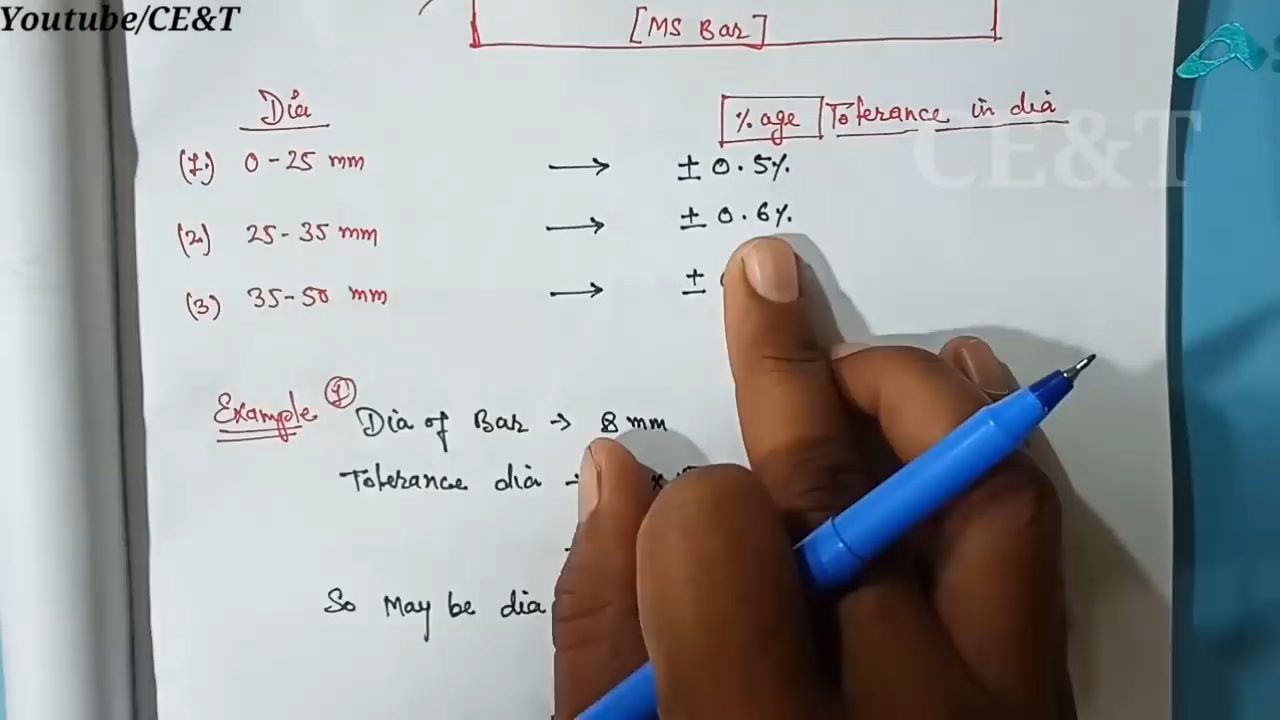 Youtube/CE&T
[MS Bar]
Dia
%age Tolerance in dia
CE&T
(1.) 0-25 mm → ± 0.5%
(2.) 25-35 mm → ± 0.6%
(3) 35-50 mm → ±
Example 1
Dia of Bar → 8 mm
Tolerance dia
So May be dia